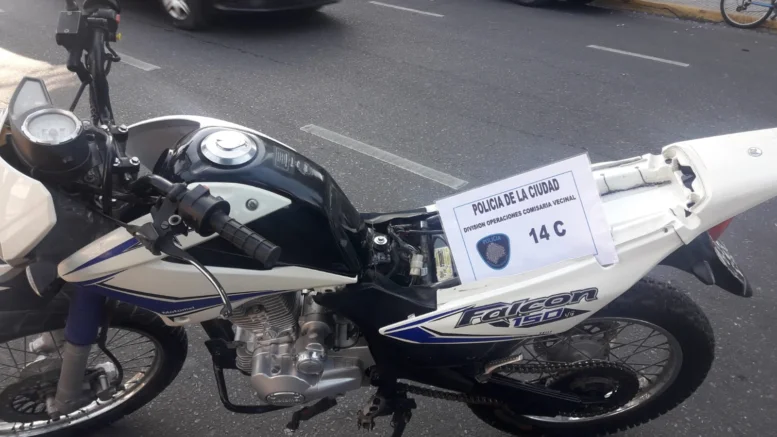 POLICIA DE LA CIUDAD
DIVISION OPERACIONES COMISARIA VECINAL
14 C
Falcon
150